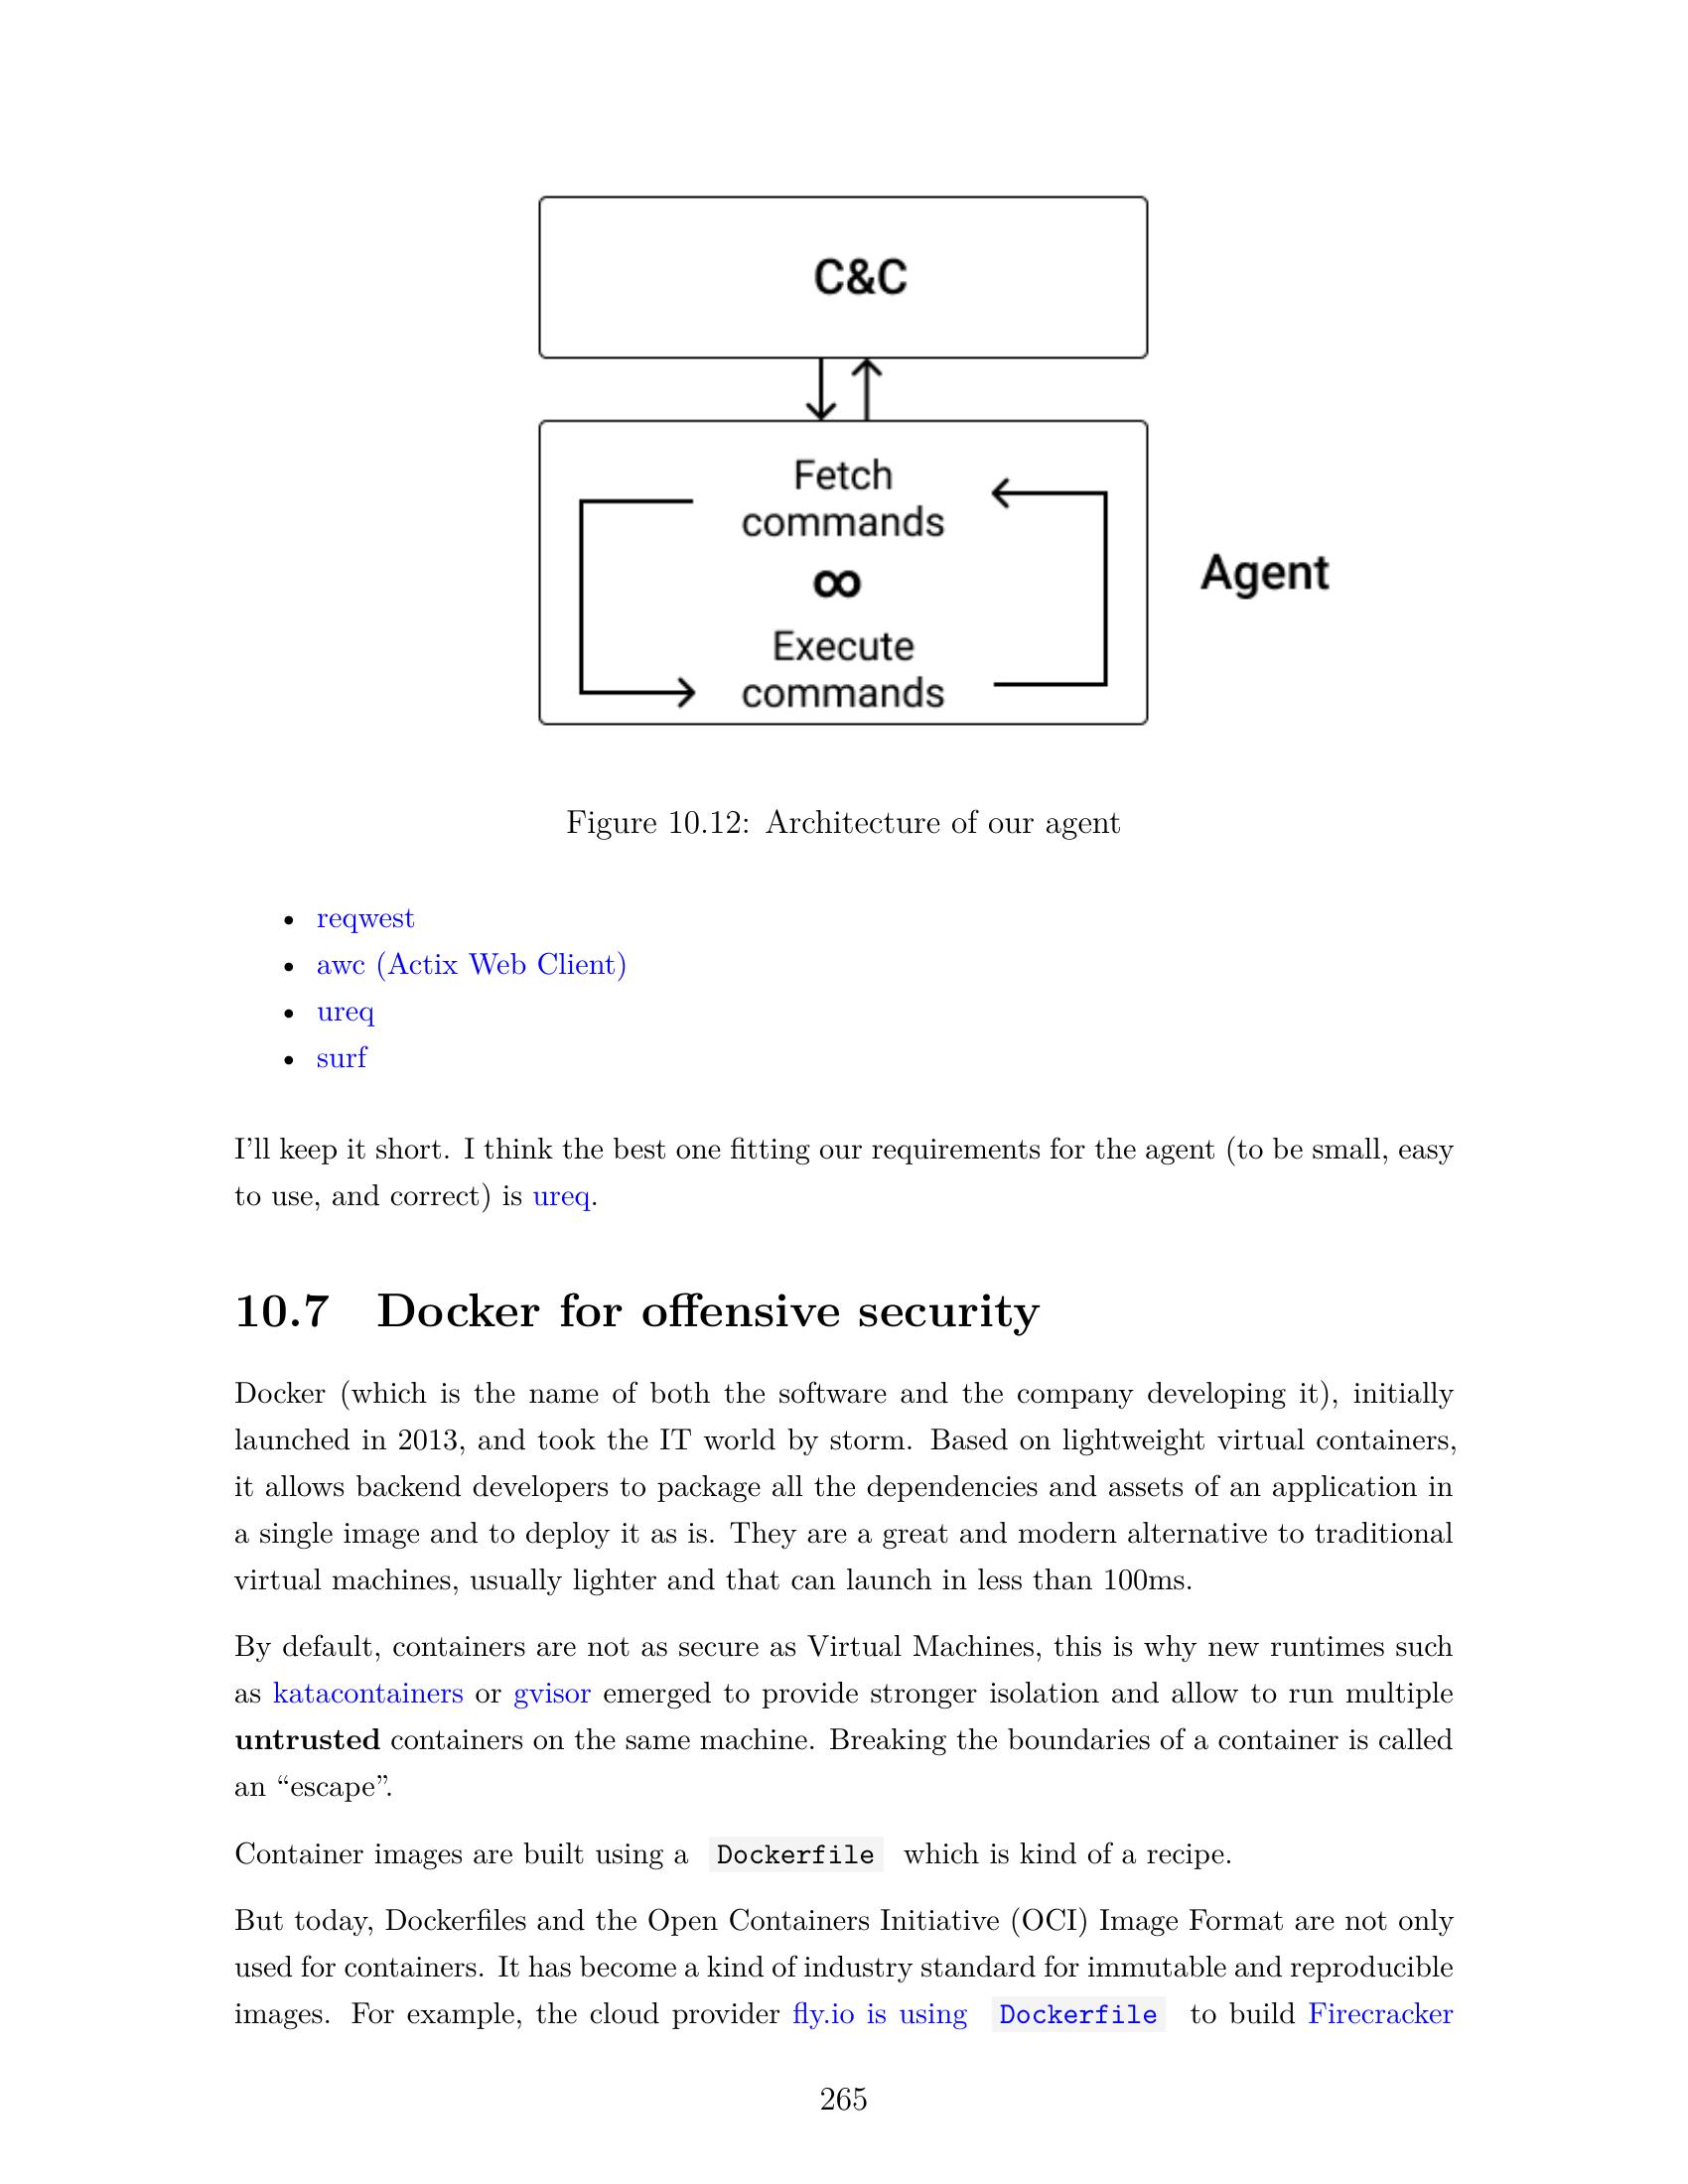 C&C
Fetch
commands
∞
Execute
commands
Agent
Figure 10.12: Architecture of our agent
• reqwest
• awc (Actix Web Client)
• ureq
• surf
I’ll keep it short. I think the best one fitting our requirements for the agent (to be small, easy
to use, and correct) is ureq.
10.7 Docker for offensive security
Docker (which is the name of both the software and the company developing it), initially
launched in 2013, and took the IT world by storm. Based on lightweight virtual containers,
it allows backend developers to package all the dependencies and assets of an application in
a single image and to deploy it as is. They are a great and modern alternative to traditional
virtual machines, usually lighter and that can launch in less than 100ms.
By default, containers are not as secure as Virtual Machines, this is why new runtimes such
as katacontainers or gvisor emerged to provide stronger isolation and allow to run multiple
untrusted containers on the same machine. Breaking the boundaries of a container is called
an “escape”.
Container images are built using a Dockerfile which is kind of a recipe.
But today, Dockerfiles and the Open Containers Initiative (OCI) Image Format are not only
used for containers. It has become a kind of industry standard for immutable and reproducible
images. For example, the cloud provider fly.io is using Dockerfile to build Firecracker
265